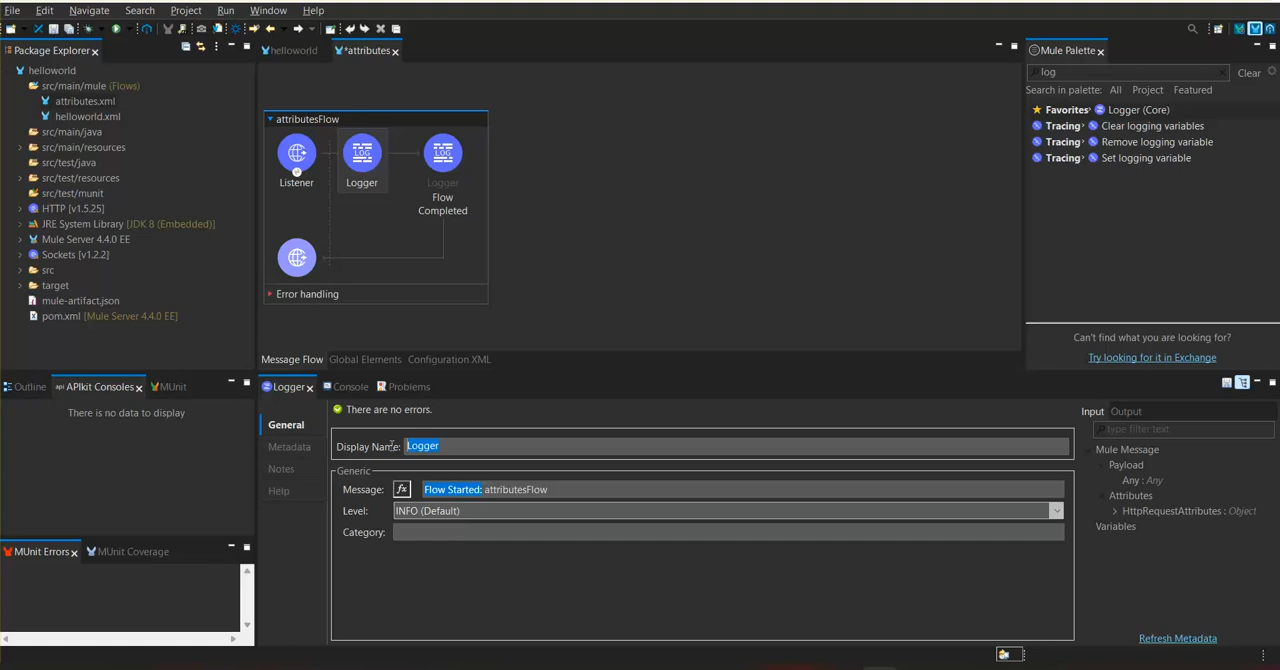 File Edit Navigate Search Project Run Window Help
Package Explorer
helloworld
src/main/mule (Flows)
attributes.xml
helloworld.xml
src/main/java
src/main/resources
src/test/java
src/test/resources
src/test/munit
HTTP [v1.5.25]
JRE System Library [JDK 8 (Embedded)]
Mule Server 4.4.0 EE
Sockets [v1.2.2]
src
target
mule-artifact.json
pom.xml [Mule Server 4.4.0 EE]
helloworld *attributes
attributesFlow
LOG LOG
Listener Logger Logger
Flow
Completed
Error handling
Message Flow Global Elements Configuration XML
Mule Palette
log Clear
Search in palette: All Project Featured
Favorites Logger (Core)
Tracing Clear logging variables
Tracing Remove logging variable
Tracing Set logging variable
Can't find what you are looking for?
Try looking for it in Exchange
Outline api APIkit Consoles MUnit
There is no data to display
MUnit Errors MUnit Coverage
Logger Console Problems
There are no errors.
General
Metadata
Notes
Help
Display Name: Logger
Generic
Message: fx Flow Started: attributesFlow
Level: INFO (Default)
Category:
Input Output
type filter text
Mule Message
Payload
Any : Any
Attributes
HttpRequestAttributes : Object
Variables
Refresh Metadata